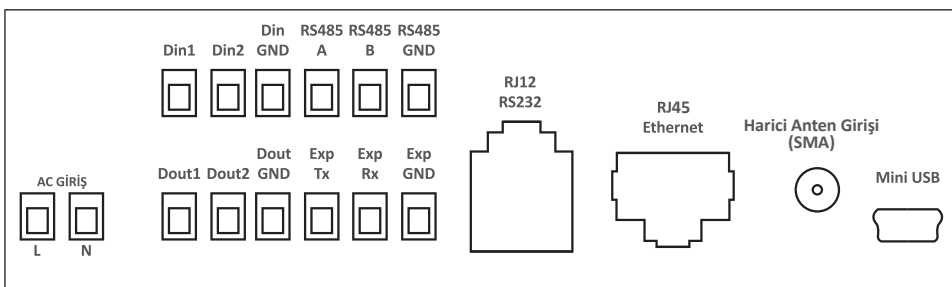 Din1
Din2
Din
GND
RS485
A
RS485
B
RS485
GND
RJ12
RS232
RJ45
Ethernet
Harici Anten Girişi
(SMA)
Mini USB
AC GİRİŞ
L
N
Dout1
Dout2
Dout
GND
Exp
Tx
Exp
Rx
Exp
GND